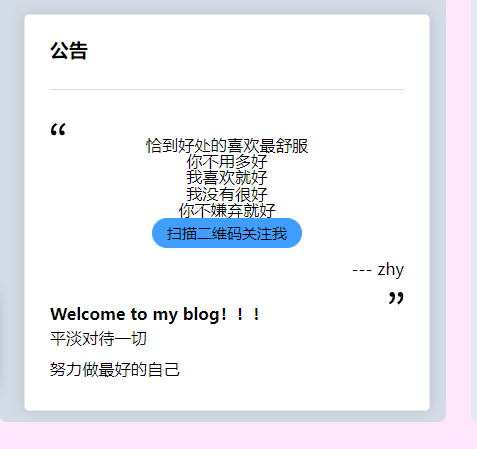 公告
“
恰到好处的喜欢最舒服
你不用多好
我喜欢就好
我没有很好
你不嫌弃就好
扫描二维码关注我
--- zhy
”
Welcome to my blog！！！
平淡对待一切
努力做最好的自己